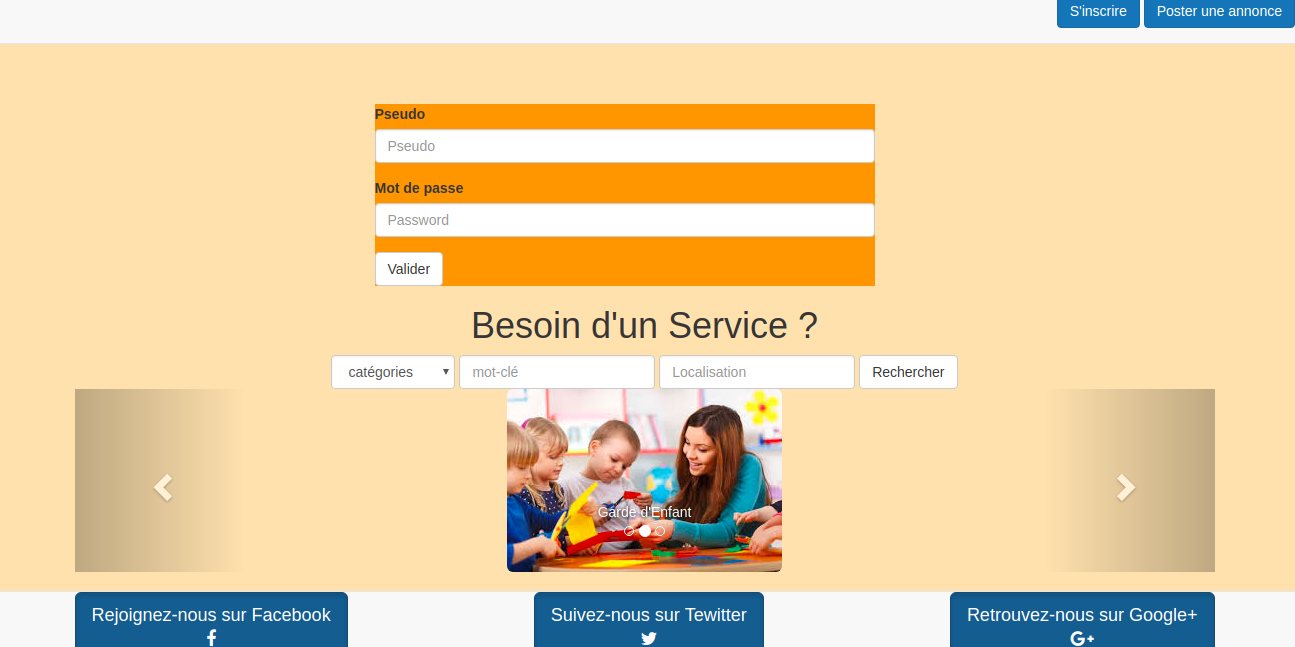 S'inscrire Poster une annonce
Pseudo
Pseudo
Mot de passe
Password
Valider
Besoin d'un Service ?
catégories mot-clé Localisation Rechercher
Garde d'Enfant
Rejoignez-nous sur Facebook Suivez-nous sur Tewitter Retrouvez-nous sur Google+